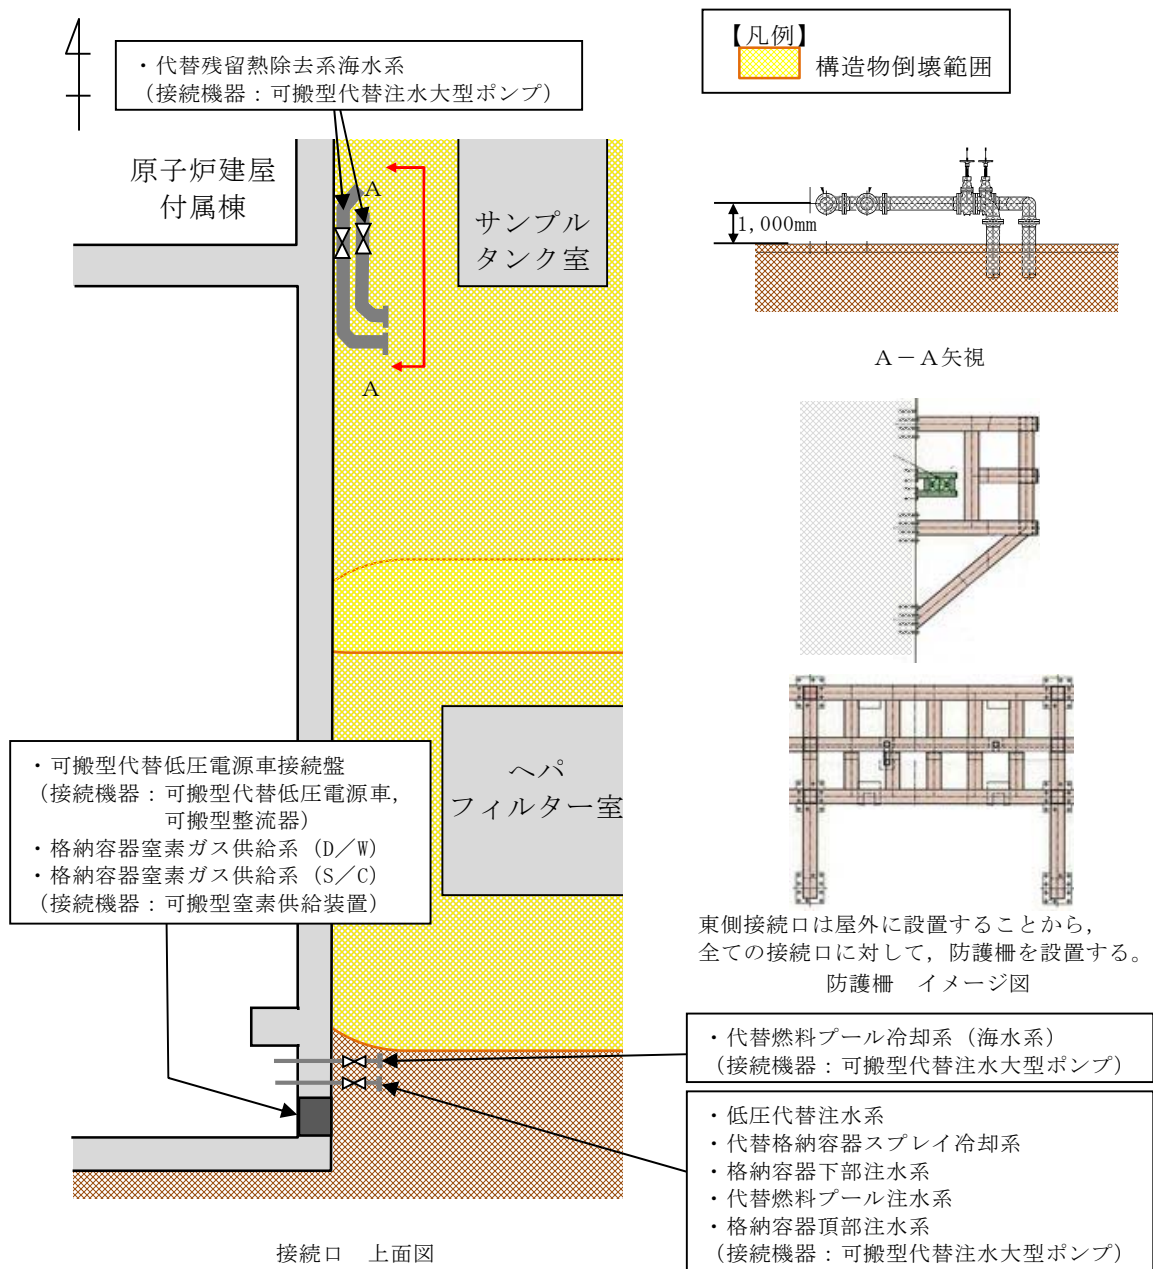 ・代替残留熱除去系海水系
（接続機器：可搬型代替注水大型ポンプ）
【凡例】
構造物倒壊範囲
原子炉建屋
付属棟
A
サンプル
タンク室
A
1,000mm
A－A矢視
・可搬型代替低圧電源車接続盤
（接続機器：可搬型代替低圧電源車，
可搬型整流器）
・格納容器窒素ガス供給系（D／W）
・格納容器窒素ガス供給系（S／C）
（接続機器：可搬型窒素供給装置）
ヘパ
フィルター室
東側接続口は屋外に設置することから，
全ての接続口に対して，防護柵を設置する。
防護柵　イメージ図
・代替燃料プール冷却系（海水系）
（接続機器：可搬型代替注水大型ポンプ）
・低圧代替注水系
・代替格納容器スプレイ冷却系
・格納容器下部注水系
・代替燃料プール注水系
・格納容器頂部注水系
（接続機器：可搬型代替注水大型ポンプ）
接続口　上面図